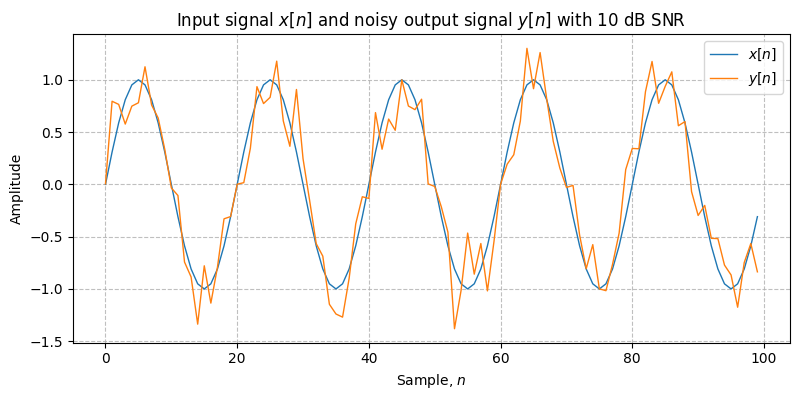 Input signal x[n] and noisy output signal y[n] with 10 dB SNR
x[n]
y[n]
Amplitude
1.0
0.5
0.0
−0.5
−1.0
−1.5
0 20 40 60 80 100
Sample, n